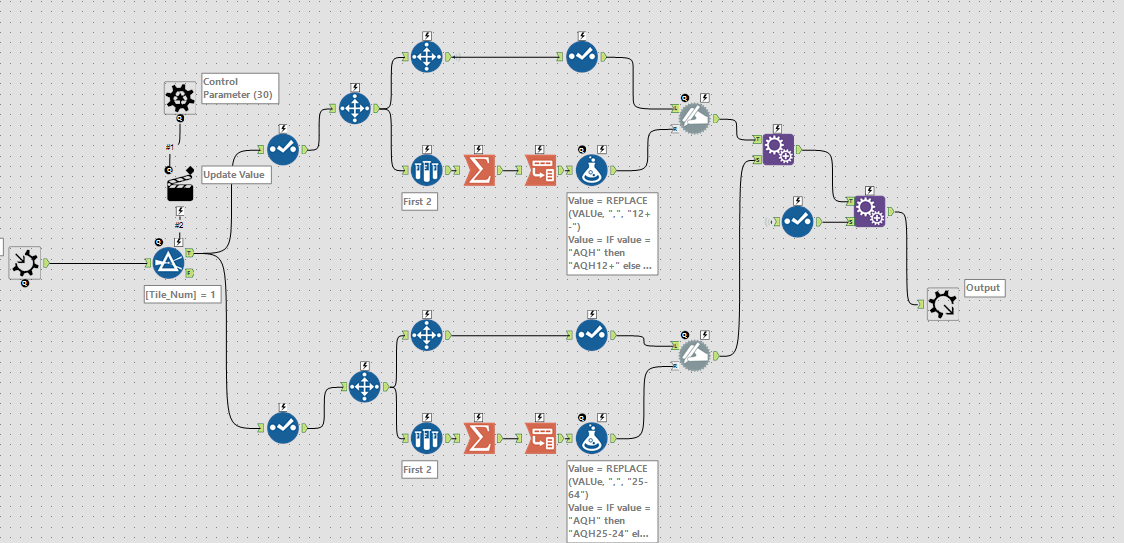 Control
Parameter (30)
#1
Update Value
#2
[Tile_Num] = 1
First 2
Value = REPLACE
(VALUe, ",", "12+
-")
Value = IF value =
"AQH" then
"AQH12+" else ...
Output
First 2
Value = REPLACE
(VALUe, ",", "25-
64")
Value = IF value =
"AQH" then
"AQH25-24" el...